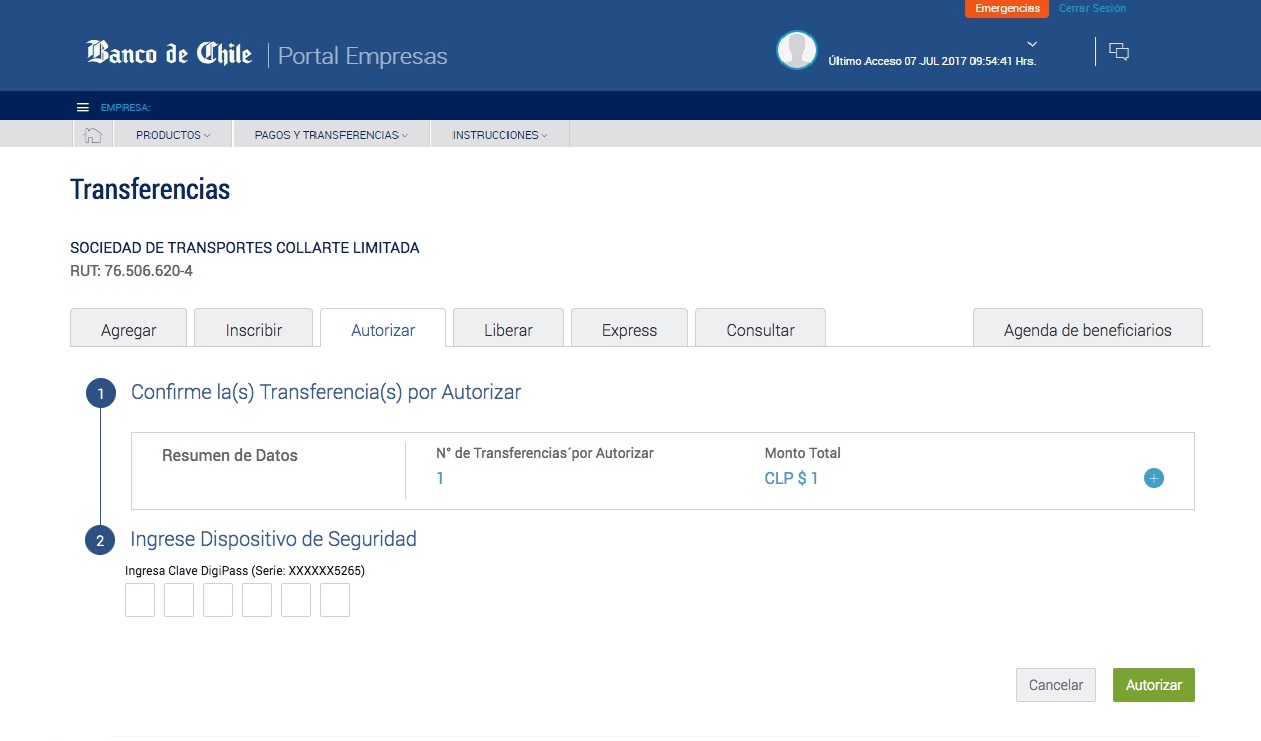 Emergencias Cerrar Sesión
Banco de Chile | Portal Empresas
Último Acceso 07 JUL 2017 09:54:41 Hrs.
EMPRESA:
PRODUCTOS PAGOS Y TRANSFERENCIAS INSTRUCCIONES
Transferencias
SOCIEDAD DE TRANSPORTES COLLARTE LIMITADA
RUT: 76.506.620-4
Agregar Inscribir Autorizar Liberar Express Consultar Agenda de beneficiarios
1 Confirme la(s) Transferencia(s) por Autorizar
Resumen de Datos N° de Transferencias´por Autorizar Monto Total
1 CLP $ 1
2 Ingrese Dispositivo de Seguridad
Ingresa Clave DigiPass (Serie: XXXXXX5265)
Cancelar Autorizar